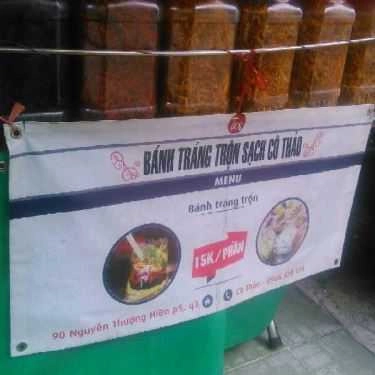 BÁNH TRÁNG TRỘN SẠCH CÔ THẢO
MENU
Bánh tráng trộn
15K/PHẦN
90 Nguyễn Thượng Hiền p5, q3